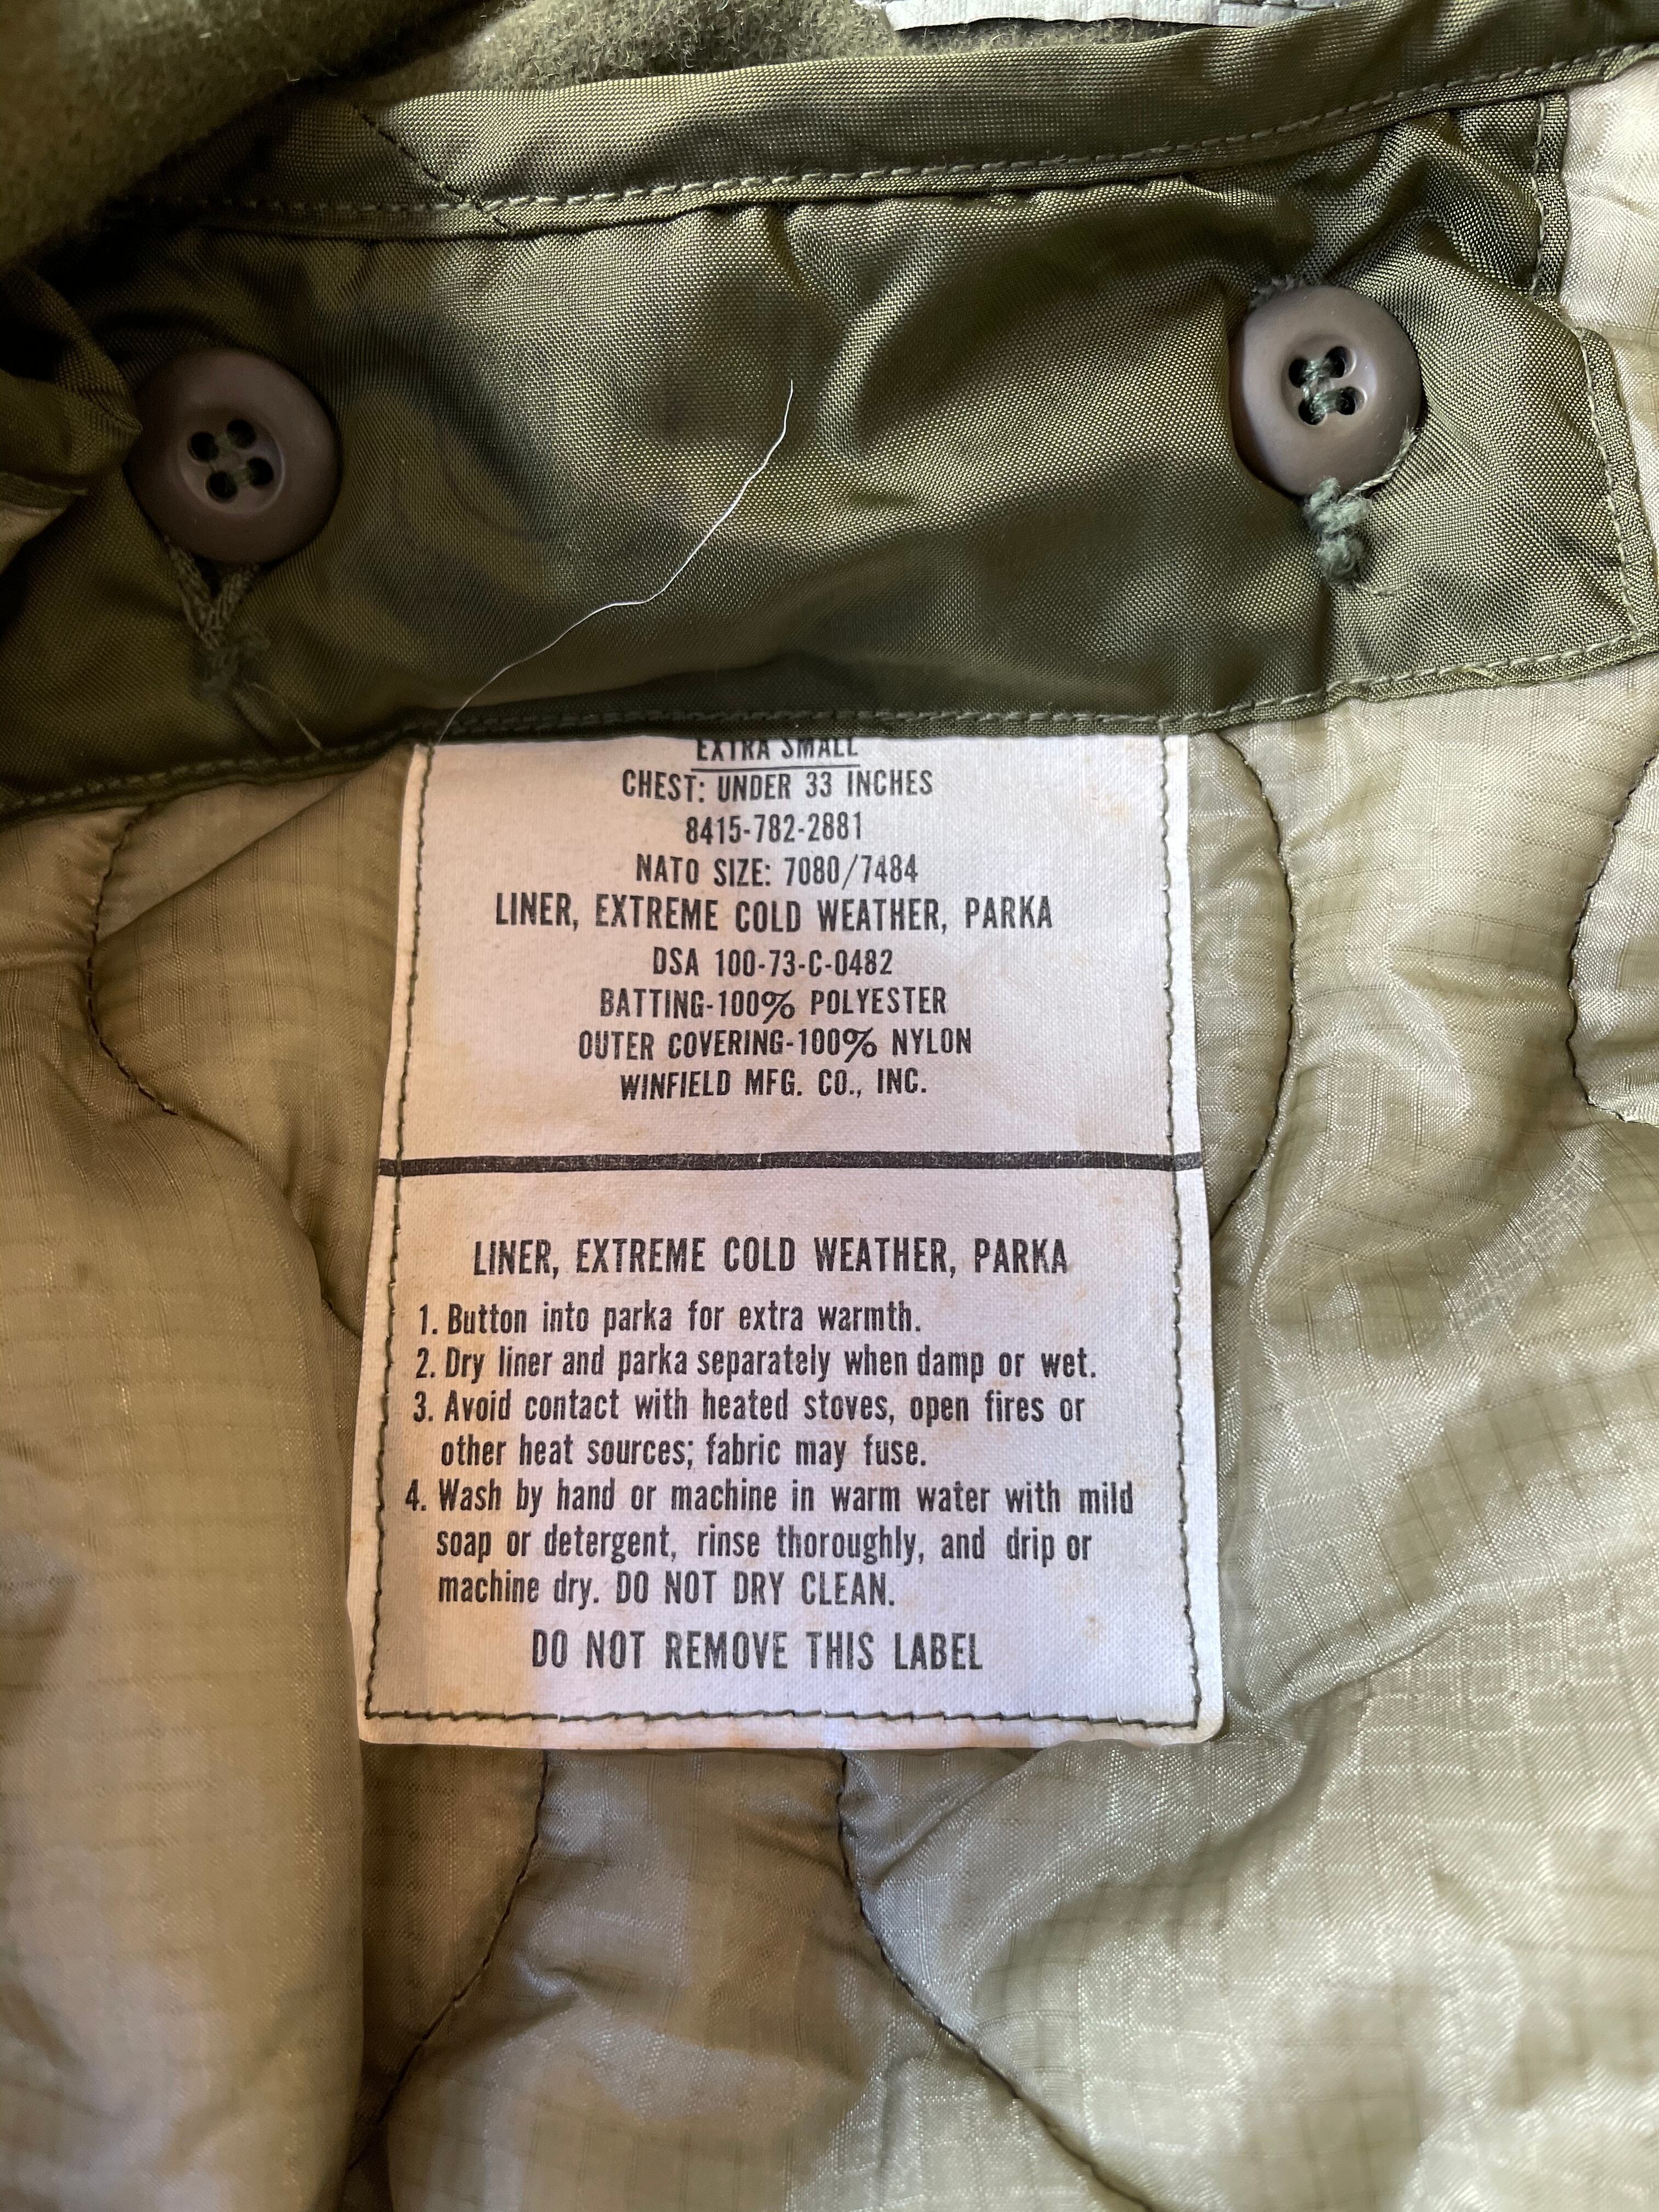 EXTRA SMALL
CHEST: UNDER 33 INCHES
8415-782-2881
NATO SIZE: 7080/7484
LINER, EXTREME COLD WEATHER, PARKA
DSA 100-73-C-0482
BATTING-100% POLYESTER
OUTER COVERING-100% NYLON
WINFIELD MFG. CO., INC.
LINER, EXTREME COLD WEATHER, PARKA
1. Button into parka for extra warmth.
2. Dry liner and parka separately when damp or wet.
3. Avoid contact with heated stoves, open fires or
other heat sources; fabric may fuse.
4. Wash by hand or machine in warm water with mild
soap or detergent, rinse thoroughly, and drip or
machine dry. DO NOT DRY CLEAN.
DO NOT REMOVE THIS LABEL